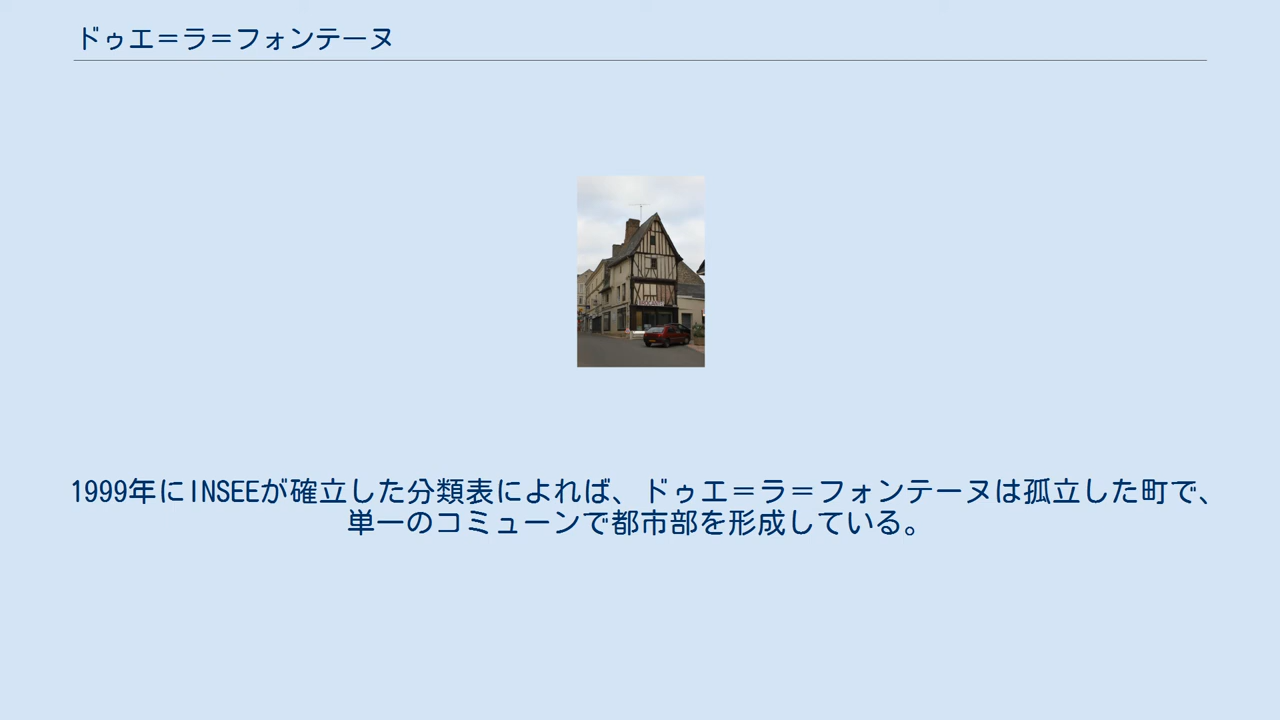 ドゥエ＝ラ＝フォンテーヌ
1999年にINSEEが確立した分類表によれば、ドゥエ＝ラ＝フォンテーヌは孤立した町で、
単一のコミューンで都市部を形成している。